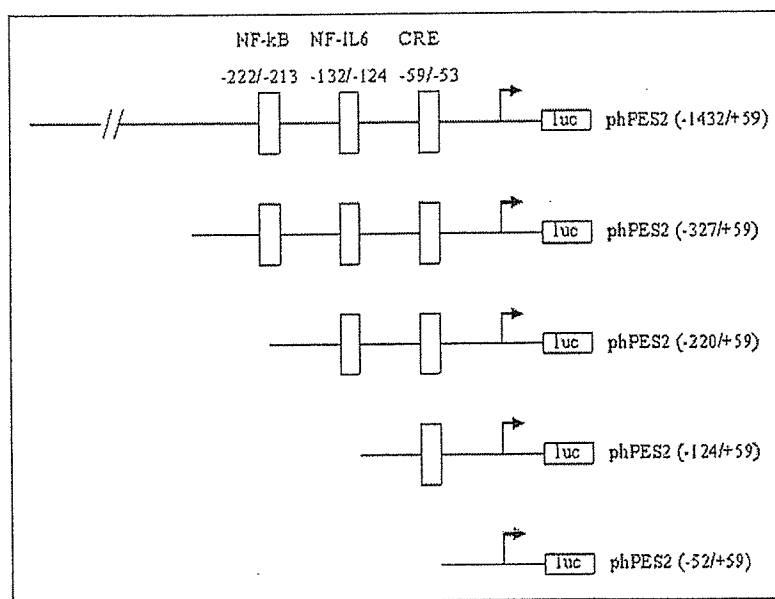 NF-kB NF-IL6 CRE
-222/-213 -132/-124 -59/-53
luc phPES2 (-1432/+59)
luc phPES2 (-327/+59)
luc phPES2 (-220/+59)
luc phPES2 (-124/+59)
luc phPES2 (-52/+59)